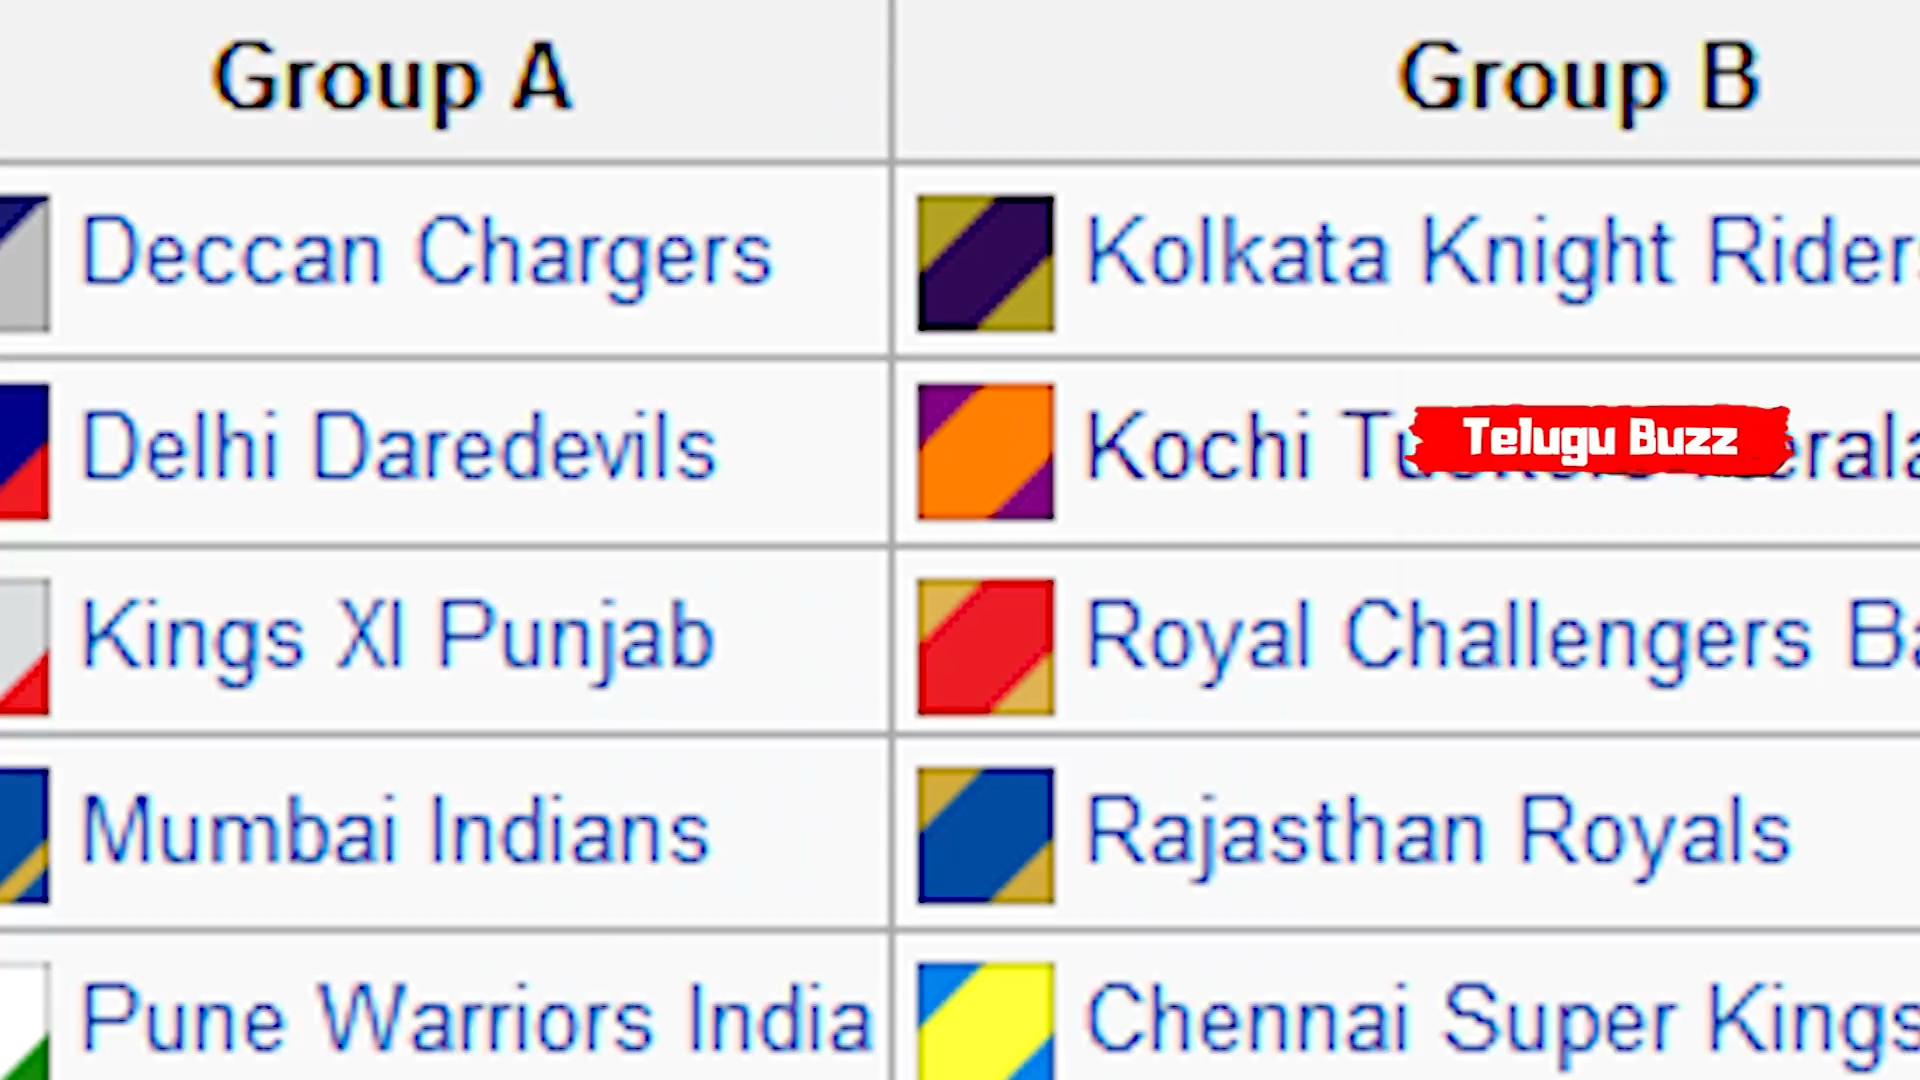 Group A Group B
Deccan Chargers Kolkata Knight Riders
Delhi Daredevils Kochi
Telugu Buzz
Kings XI Punjab Royal Challengers
Mumbai Indians Rajasthan Royals
Pune Warriors India Chennai Super Kings